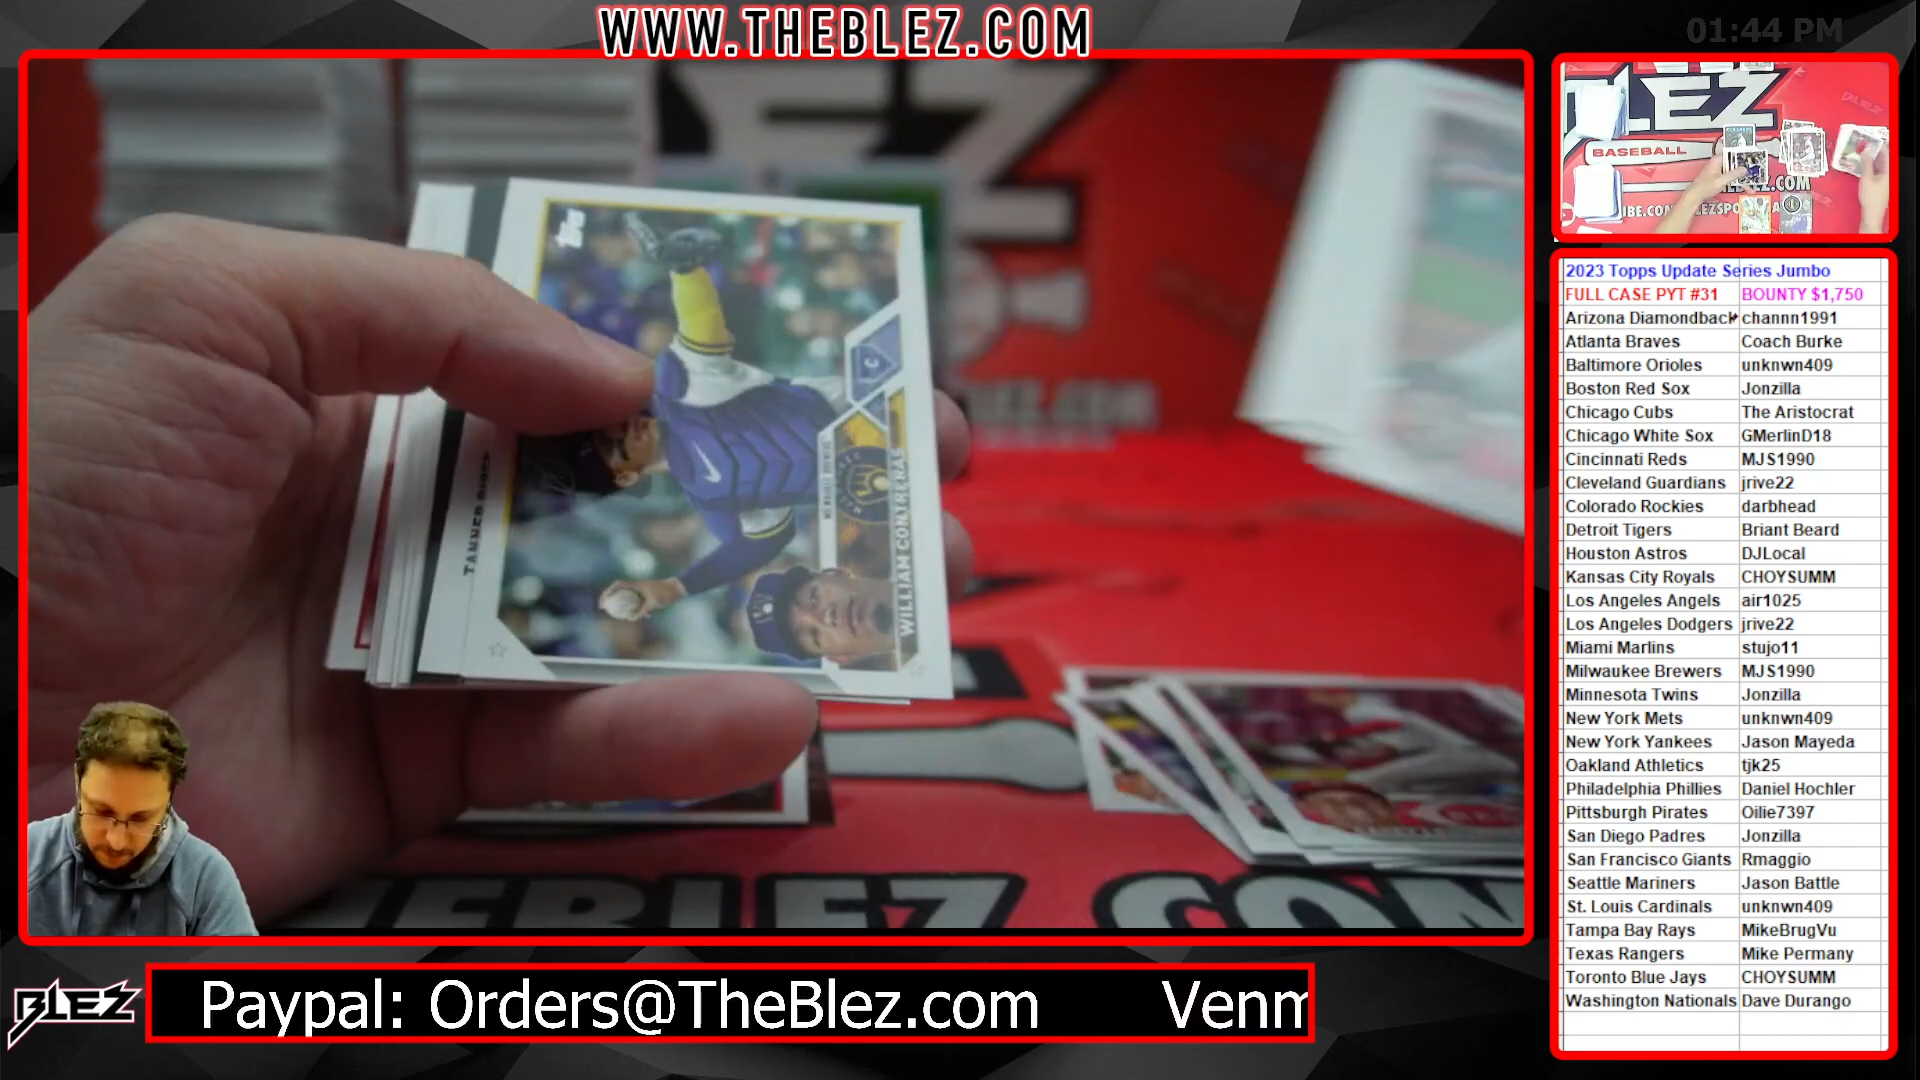 WWW.THEBLEZ.COM
01:44 PM
Topps
C
WILLIAM CONTRERAS
EZ
BASEBALL
2023 Topps Update Series Jumbo
FULL CASE PYT #31 BOUNTY $1,750
Arizona Diamondback channn1991
Atlanta Braves Coach Burke
Baltimore Orioles unknwn409
Boston Red Sox Jonzilla
Chicago Cubs The Aristocrat
Chicago White Sox GMerlinD18
Cincinnati Reds MJS1990
Cleveland Guardians jrive22
Colorado Rockies darbhead
Detroit Tigers Briant Beard
Houston Astros DJLocal
Kansas City Royals CHOYSUMM
Los Angeles Angels air1025
Los Angeles Dodgers jrive22
Miami Marlins stujo11
Milwaukee Brewers MJS1990
Minnesota Twins Jonzilla
New York Mets unknwn409
New York Yankees Jason Mayeda
Oakland Athletics tjk25
Philadelphia Phillies Daniel Hochler
Pittsburgh Pirates Oilie7397
San Diego Padres Jonzilla
San Francisco Giants Rmaggio
Seattle Mariners Jason Battle
St. Louis Cardinals unknwn409
Tampa Bay Rays MikeBrugVu
Texas Rangers Mike Permany
Toronto Blue Jays CHOYSUMM
Washington Nationals Dave Durango
BLEZ
Paypal: Orders@TheBlez.com Venm